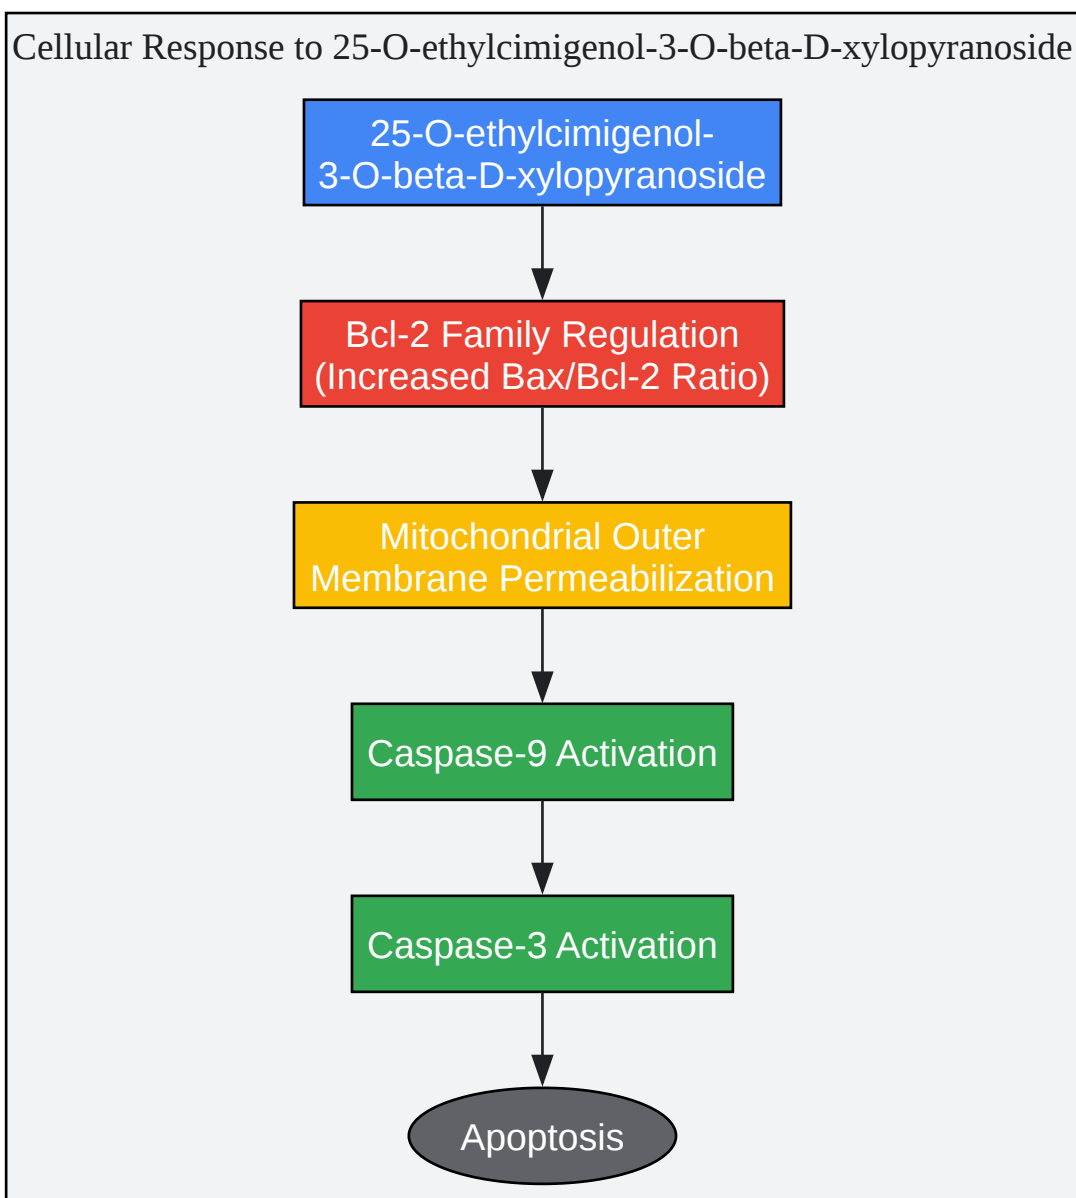 Cellular Response to 25-O-ethylcimigenol-3-O-beta-D-xylopyranoside
25-O-ethylcimigenol-
3-O-beta-D-xylopyranoside
Bcl-2 Family Regulation
(Increased Bax/Bcl-2 Ratio)
Mitochondrial Outer
Membrane Permeabilization
Caspase-9 Activation
Caspase-3 Activation
Apoptosis